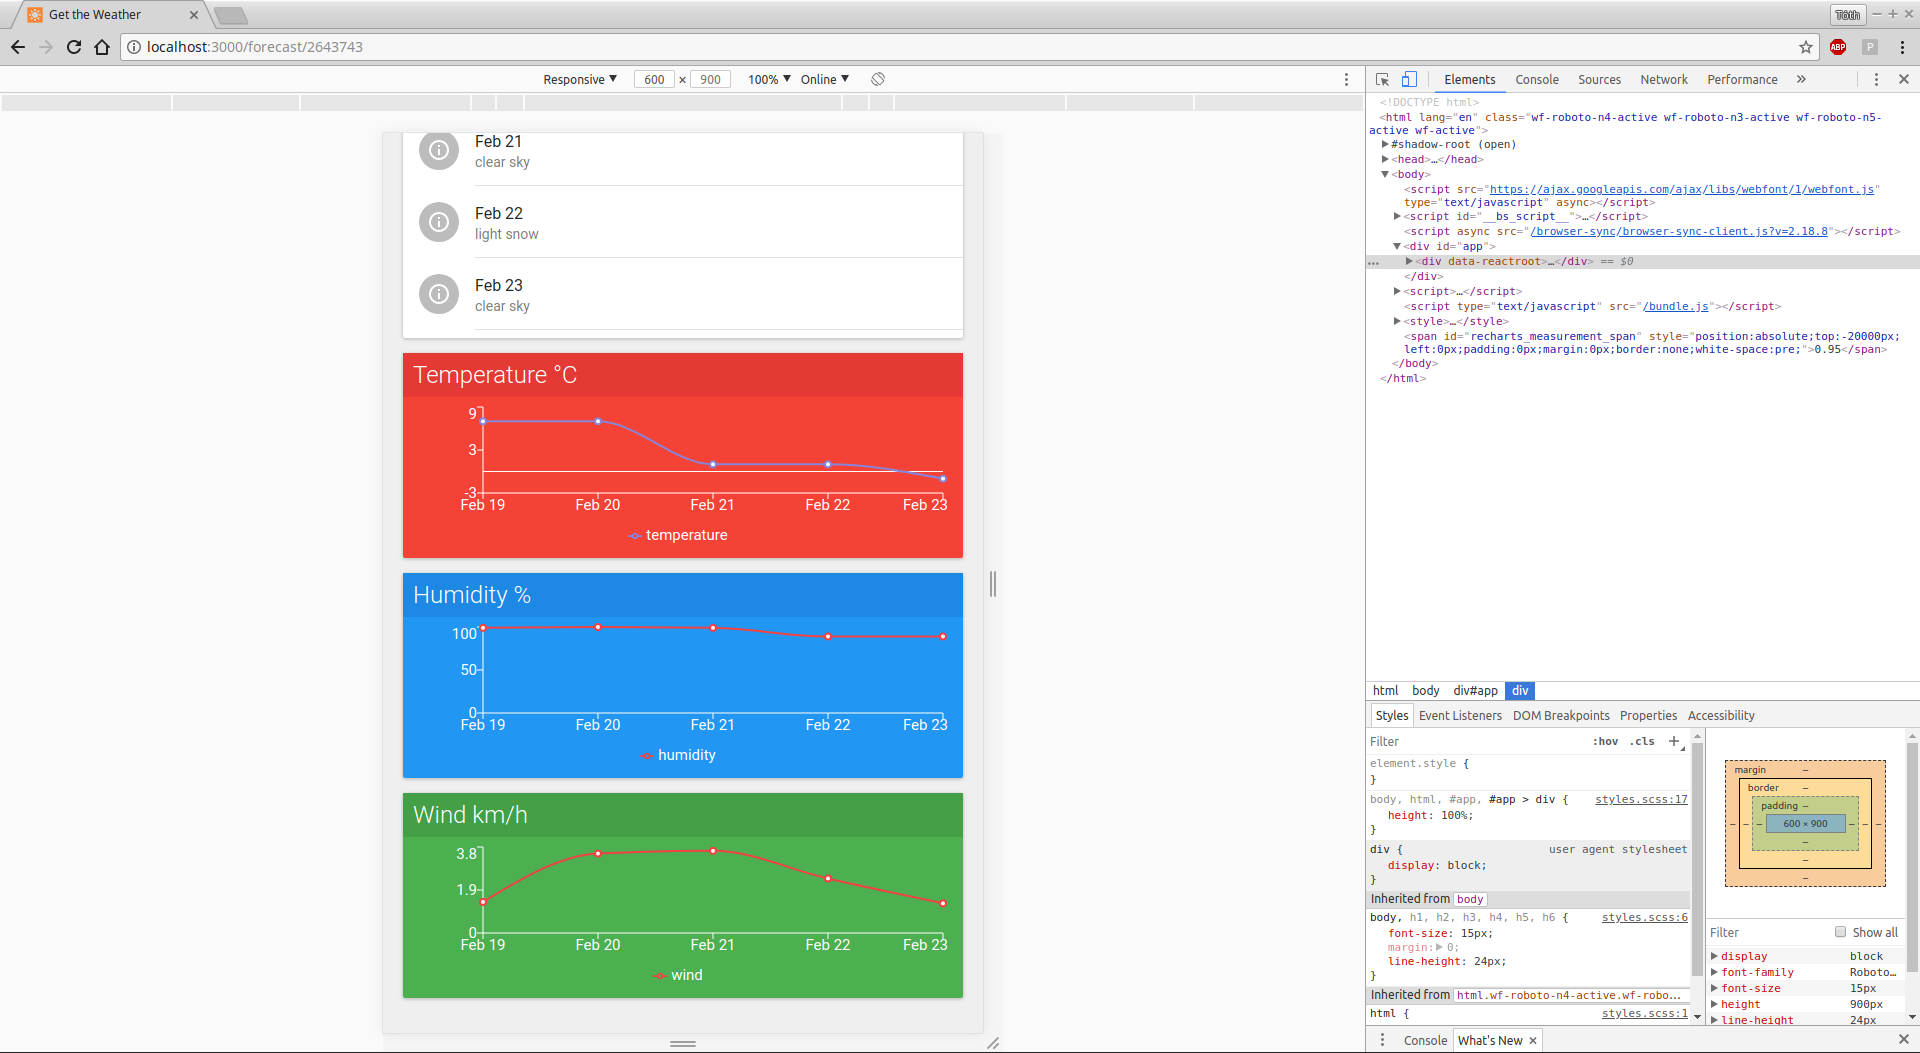 Get the Weather
Tóth
localhost:3000/forecast/2643743
ABP
P
Responsive
600 × 900
100%
Online
Elements
Console
Sources
Network
Performance
»
Feb 21
clear sky
Feb 22
light snow
Feb 23
clear sky
Temperature °C
9
3
-3
Feb 19 Feb 20 Feb 21 Feb 22 Feb 23
temperature
Humidity %
100
50
0
Feb 19 Feb 20 Feb 21 Feb 22 Feb 23
humidity
Wind km/h
3.8
1.9
0
Feb 19 Feb 20 Feb 21 Feb 22 Feb 23
wind
<!DOCTYPE html>
<html lang="en" class="wf-roboto-n4-active wf-roboto-n3-active wf-roboto-n5-
active wf-active">
#shadow-root (open)
<head>…</head>
<body>
<script src="https://ajax.googleapis.com/ajax/libs/webfont/1/webfont.js"
type="text/javascript" async></script>
<script id="__bs_script__">…</script>
<script async src="/browser-sync/browser-sync-client.js?v=2.18.8"></script>
<div id="app">
… <div data-reactroot>…</div> == $0
</div>
<script>…</script>
<script type="text/javascript" src="/bundle.js"></script>
<style>…</style>
<span id="recharts_measurement_span" style="position:absolute;top:-20000px;
left:0px;padding:0px;margin:0px;border:none;white-space:pre;">0.95</span>
</body>
</html>
html body div#app div
Styles Event Listeners DOM Breakpoints Properties Accessibility
Filter :hov .cls +
element.style {
}
body, html, #app, #app > div { styles.scss:17
height: 100%;
}
div { user agent stylesheet
display: block;
}
Inherited from body
body, h1, h2, h3, h4, h5, h6 { styles.scss:6
font-size: 15px;
margin: 0;
line-height: 24px;
}
Inherited from html.wf-roboto-n4-active.wf-robo…
html { styles.scss:1
margin –
border –
padding –
– – – 600 × 900 – – –
–
–
–
Filter Show all
display block
font-family Roboto…
font-size 15px
height 900px
line-height 24px
Console What's New ×